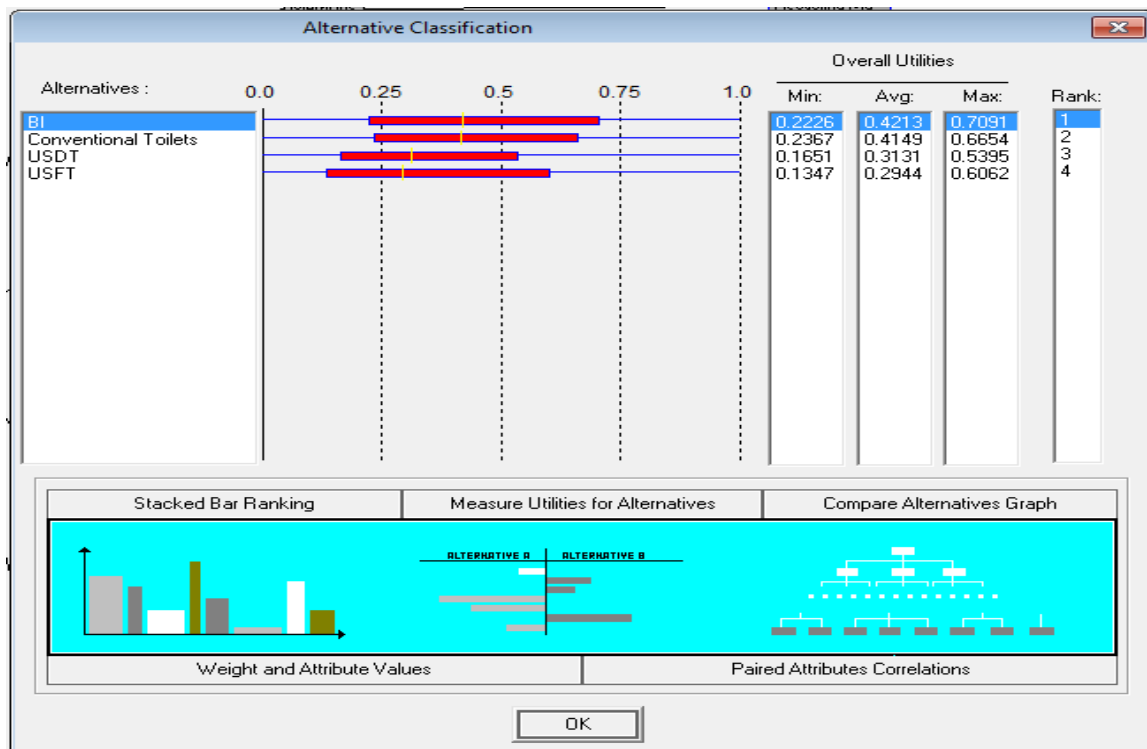 Alternative Classification
Overall Utilities
Alternatives :
0.0 0.25 0.5 0.75 1.0
Min: Avg: Max: Rank:
BI 0.2226 0.4213 0.7091 1
Conventional Toilets 0.2367 0.4149 0.6654 2
USDT 0.1651 0.3131 0.5395 3
USFT 0.1347 0.2944 0.6062 4
Stacked Bar Ranking Measure Utilities for Alternatives Compare Alternatives Graph
ALTERNATIVE A ALTERNATIVE B
Weight and Attribute Values Paired Attributes Correlations
OK